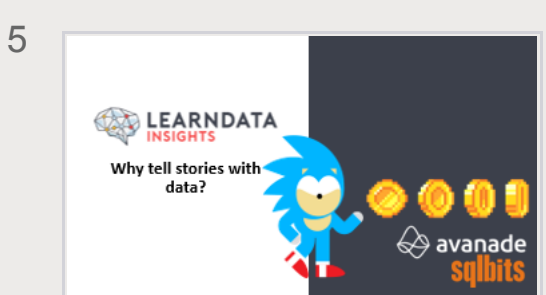 5
LEARNDATA
INSIGHTS
Why tell stories with
data?
avanade
sqlbits